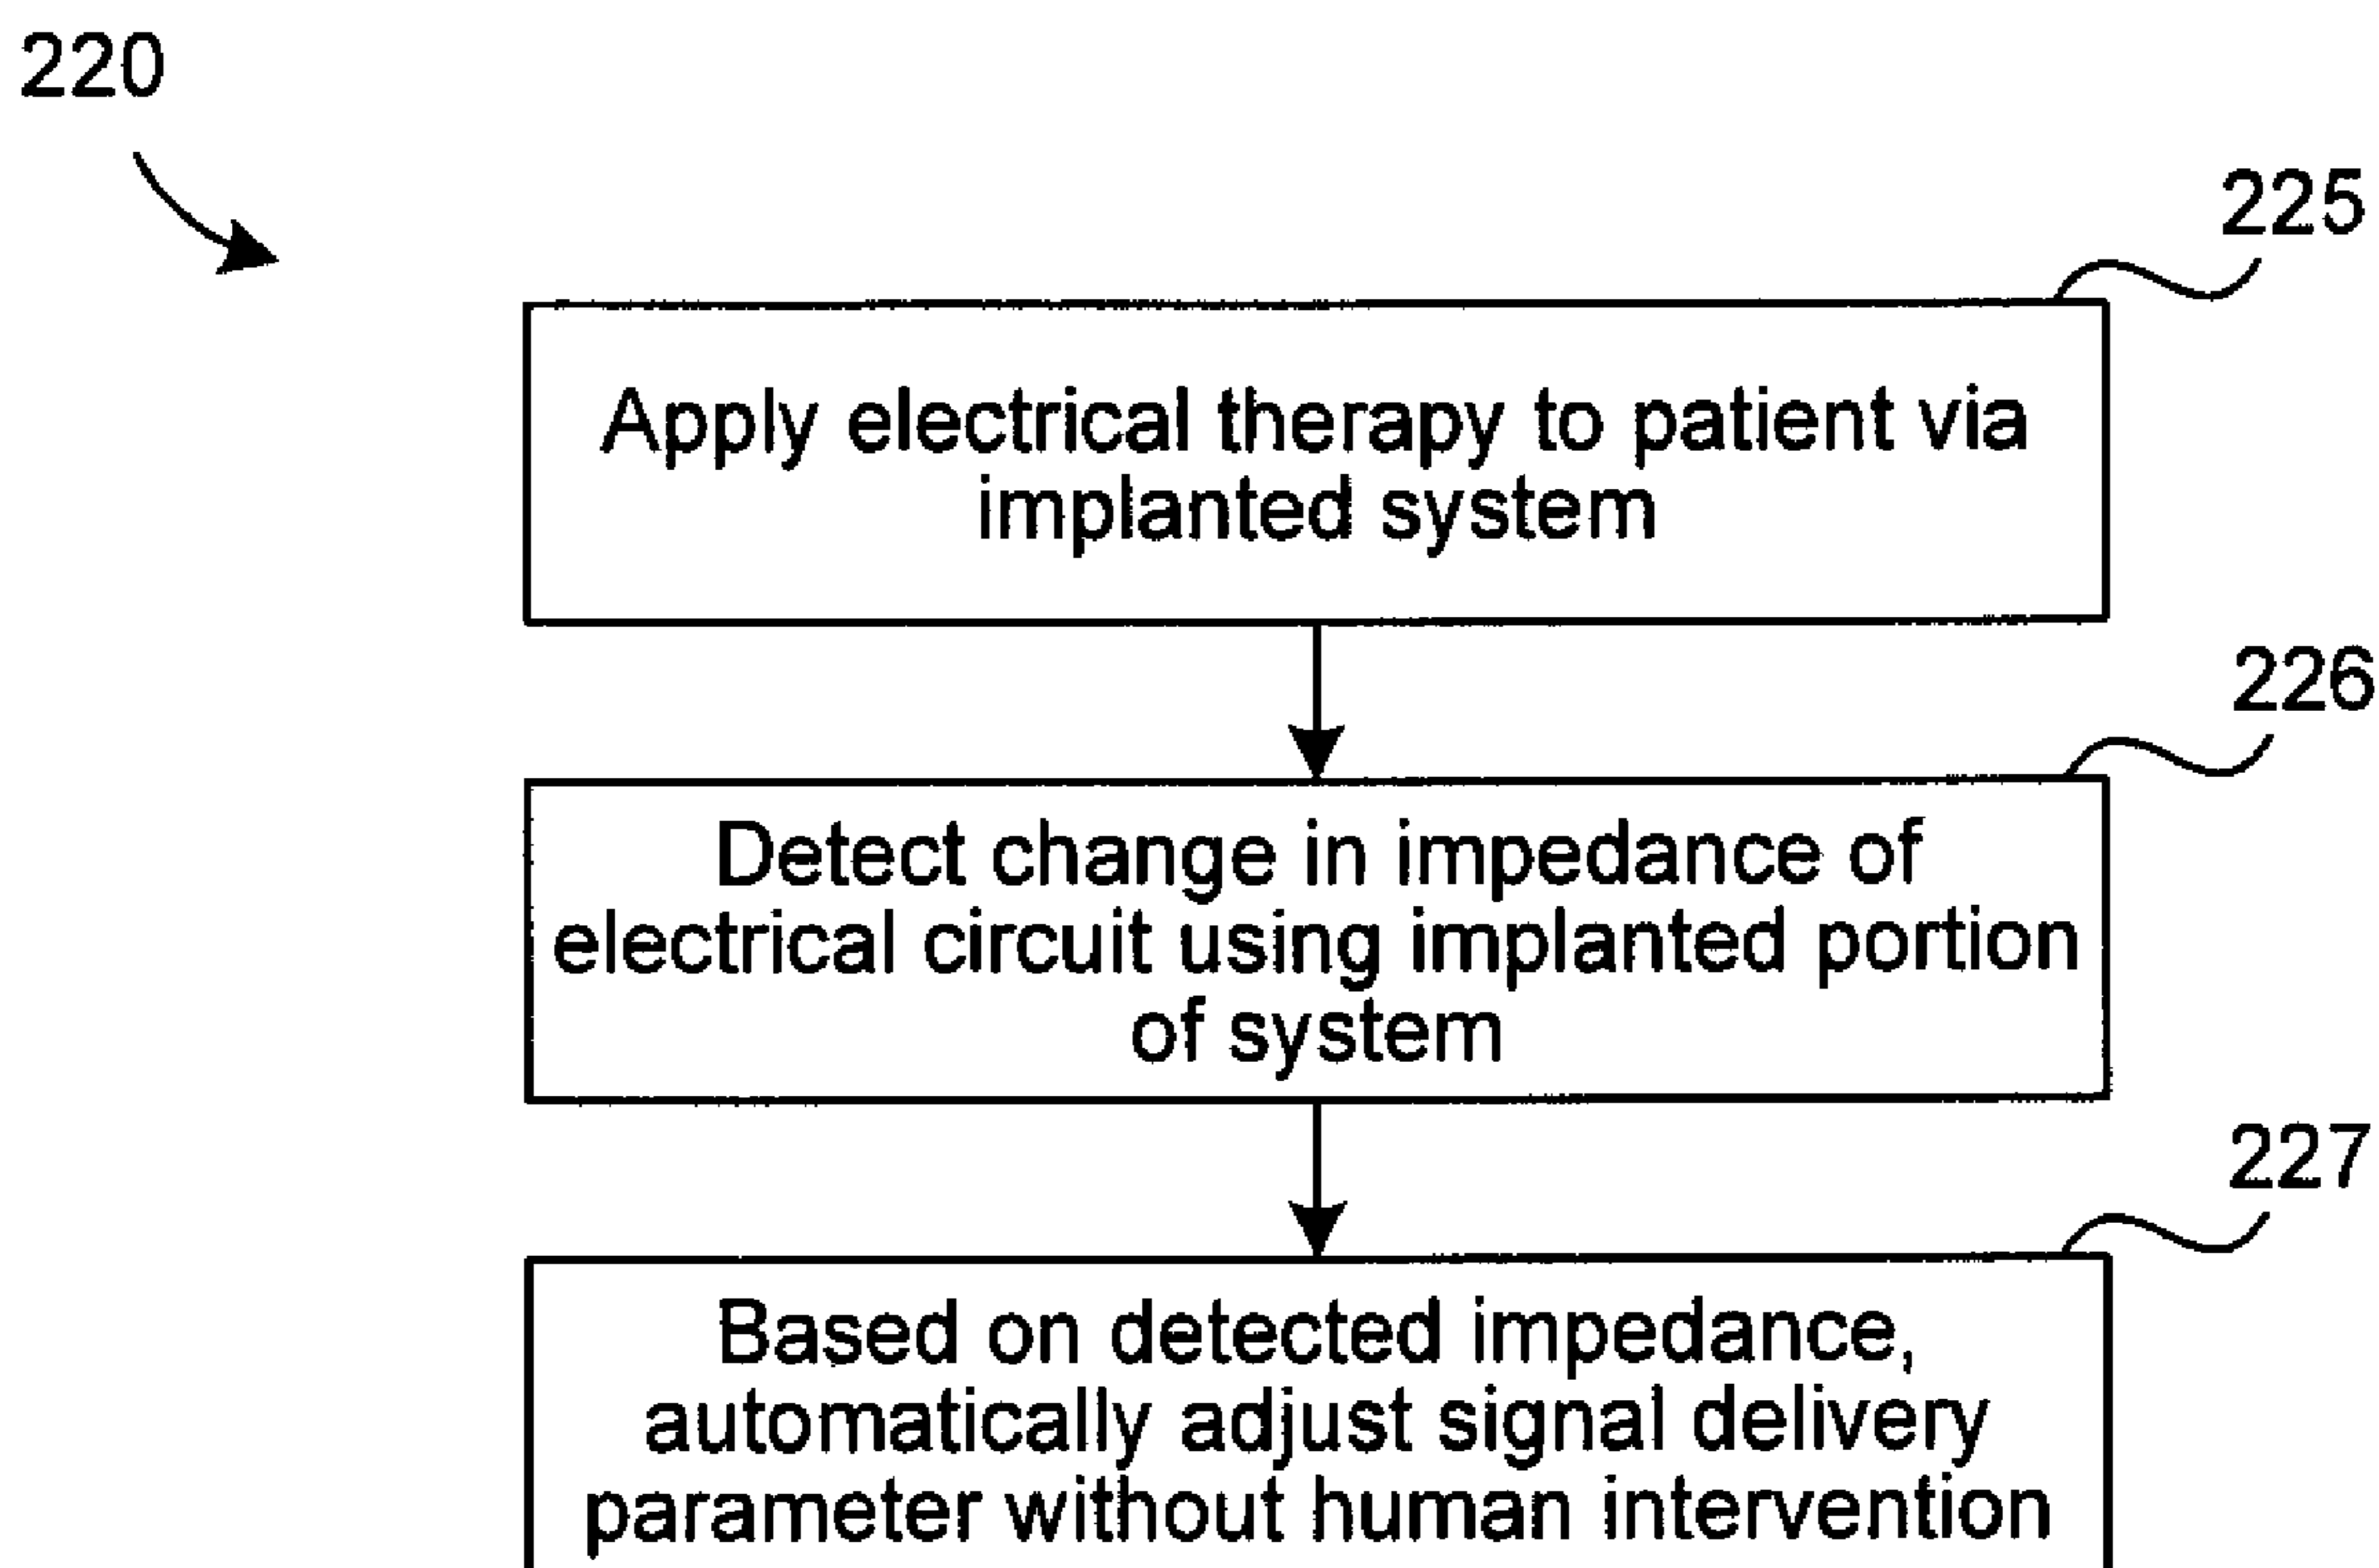 220
225
Apply electrical therapy to patient via
implanted system
226
Detect change in impedance of
electrical circuit using implanted portion
of system
227
Based on detected impedance,
automatically adjust signal delivery
parameter without human intervention